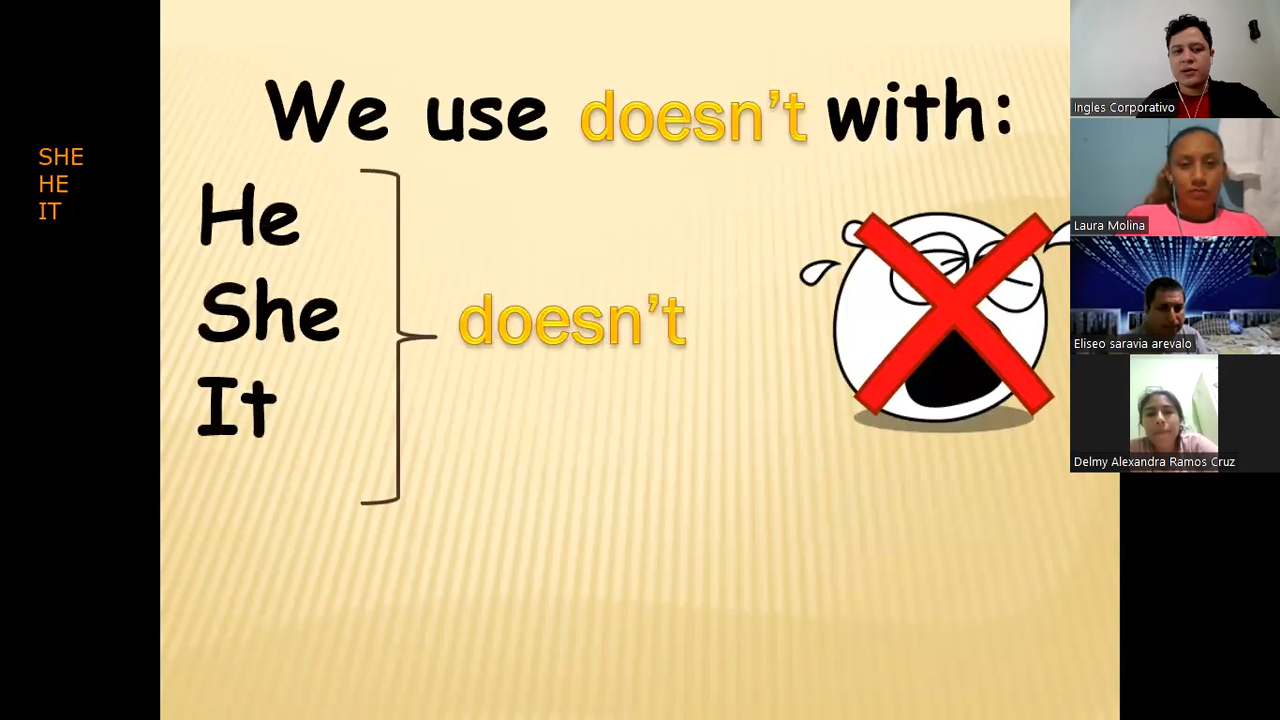 SHE
HE
IT
We use doesn't with:
He
She
It
doesn't
Ingles Corporativo
Laura Molina
Eliseo saravia arevalo
Delmy Alexandra Ramos Cruz